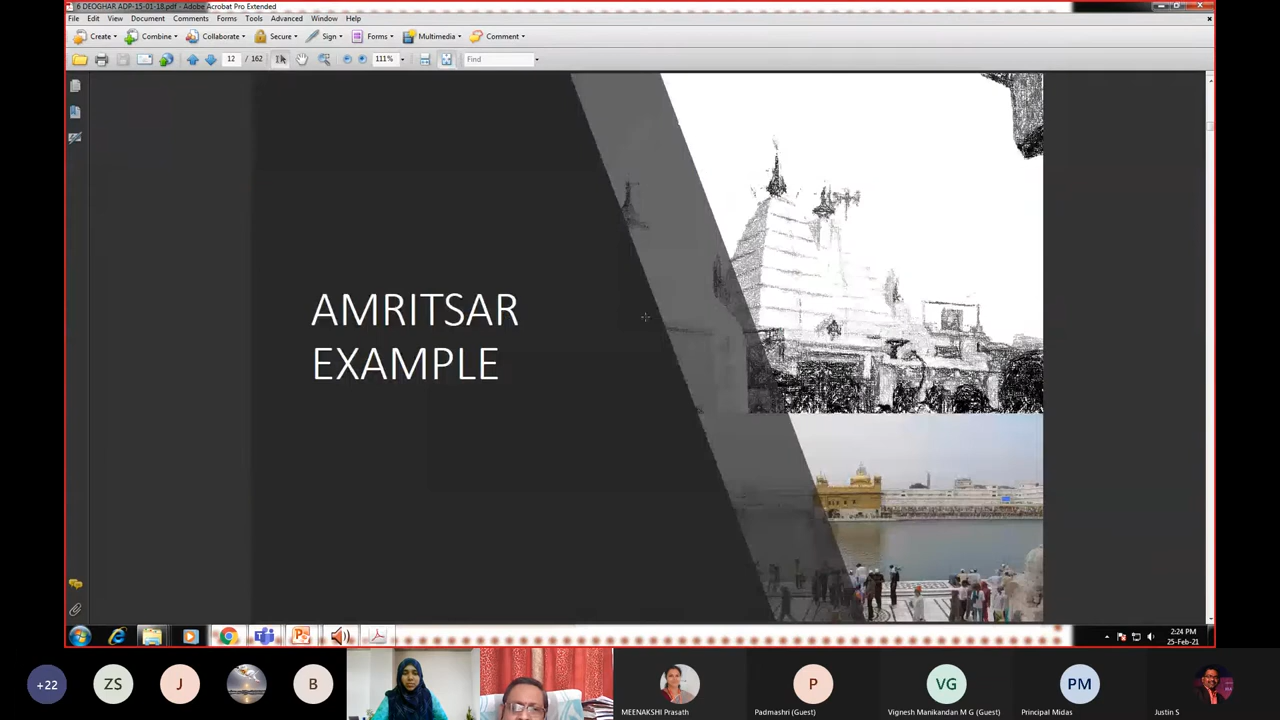 6 DEOGHAR ADP-15-01-18.pdf - Adobe Acrobat Pro Extended
File Edit View Document Comments Forms Tools Advanced Window Help
Create Combine Collaborate Secure Sign Forms Multimedia Comment
12 / 162 111% Find
AMRITSAR
EXAMPLE
2:24 PM
25-Feb-21
+22 ZS J B P VG PM
MEENAKSHI Prasath Padmashri (Guest) Vignesh Manikandan M G (Guest) Principal Midas Justin S